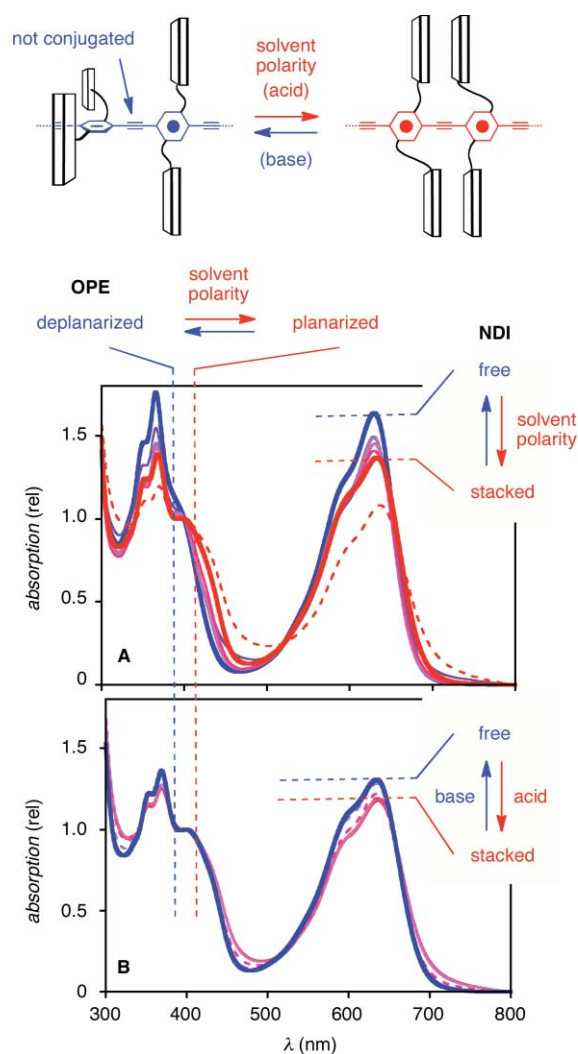 not conjugated
solvent
polarity
(acid)
(base)
OPE
solvent
polarity
deplanarized
planarized
NDI
free
solvent
polarity
stacked
1.5
1.0
0.5
0
absorption (rel)
A
free
base
acid
stacked
1.5
1.0
0.5
0
absorption (rel)
B
300 400 500 600 700 800
λ (nm)